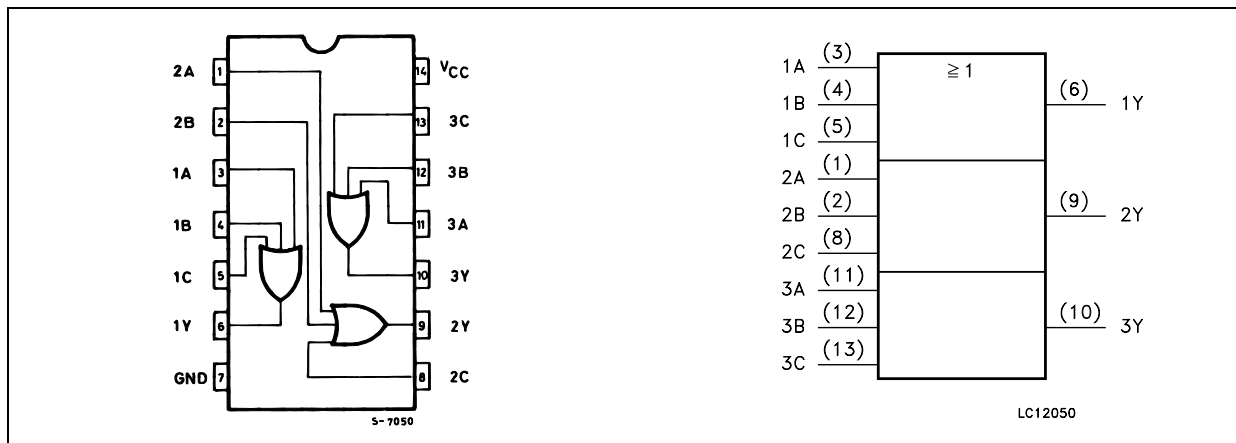 2A 1 14 VCC
2B 2 13 3C
1A 3 12 3B
1B 4 11 3A
1C 5 10 3Y
1Y 6 9 2Y
GND 7 8 2C
S-7050
≧1
1A (3)
1B (4)
1C (5)
(6) 1Y
2A (1)
2B (2)
2C (8)
(9) 2Y
3A (11)
3B (12)
3C (13)
(10) 3Y
LC12050